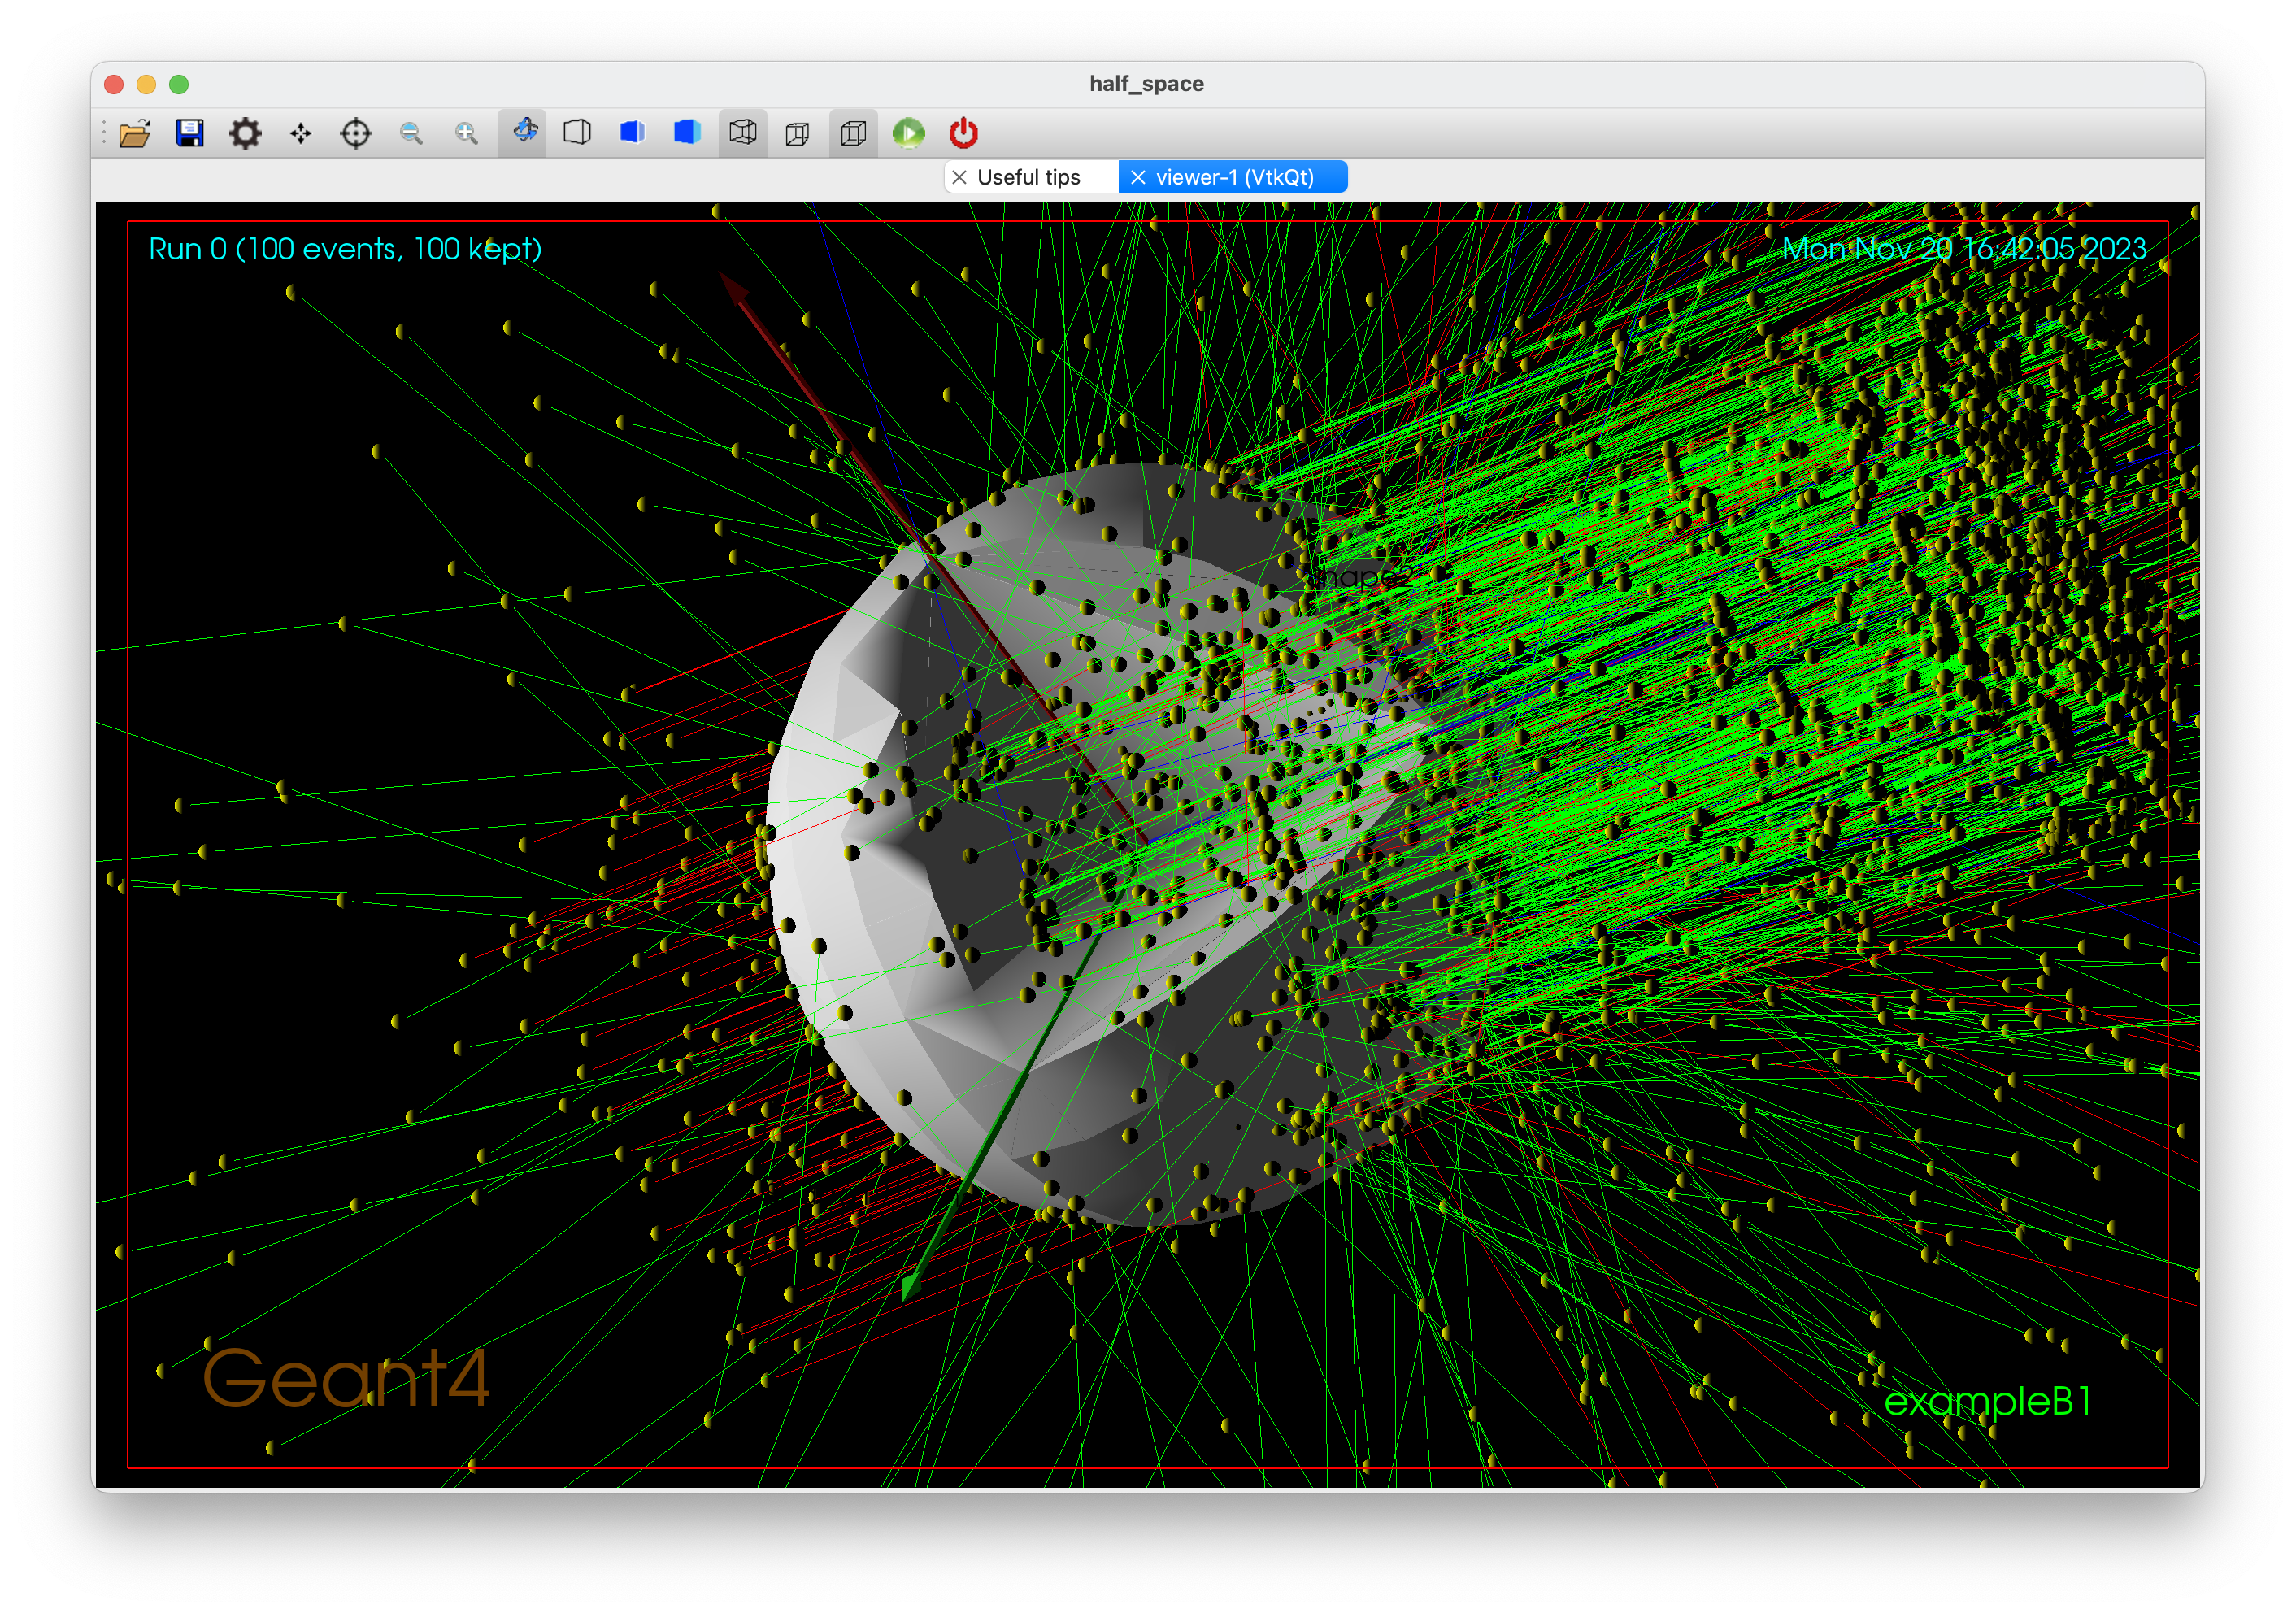 half_space
Useful tips
viewer-1 (VtkQt)
Run 0 (100 events, 100 kept)
Mon Nov 20 16:42:05 2023
Geant4
exampleB1